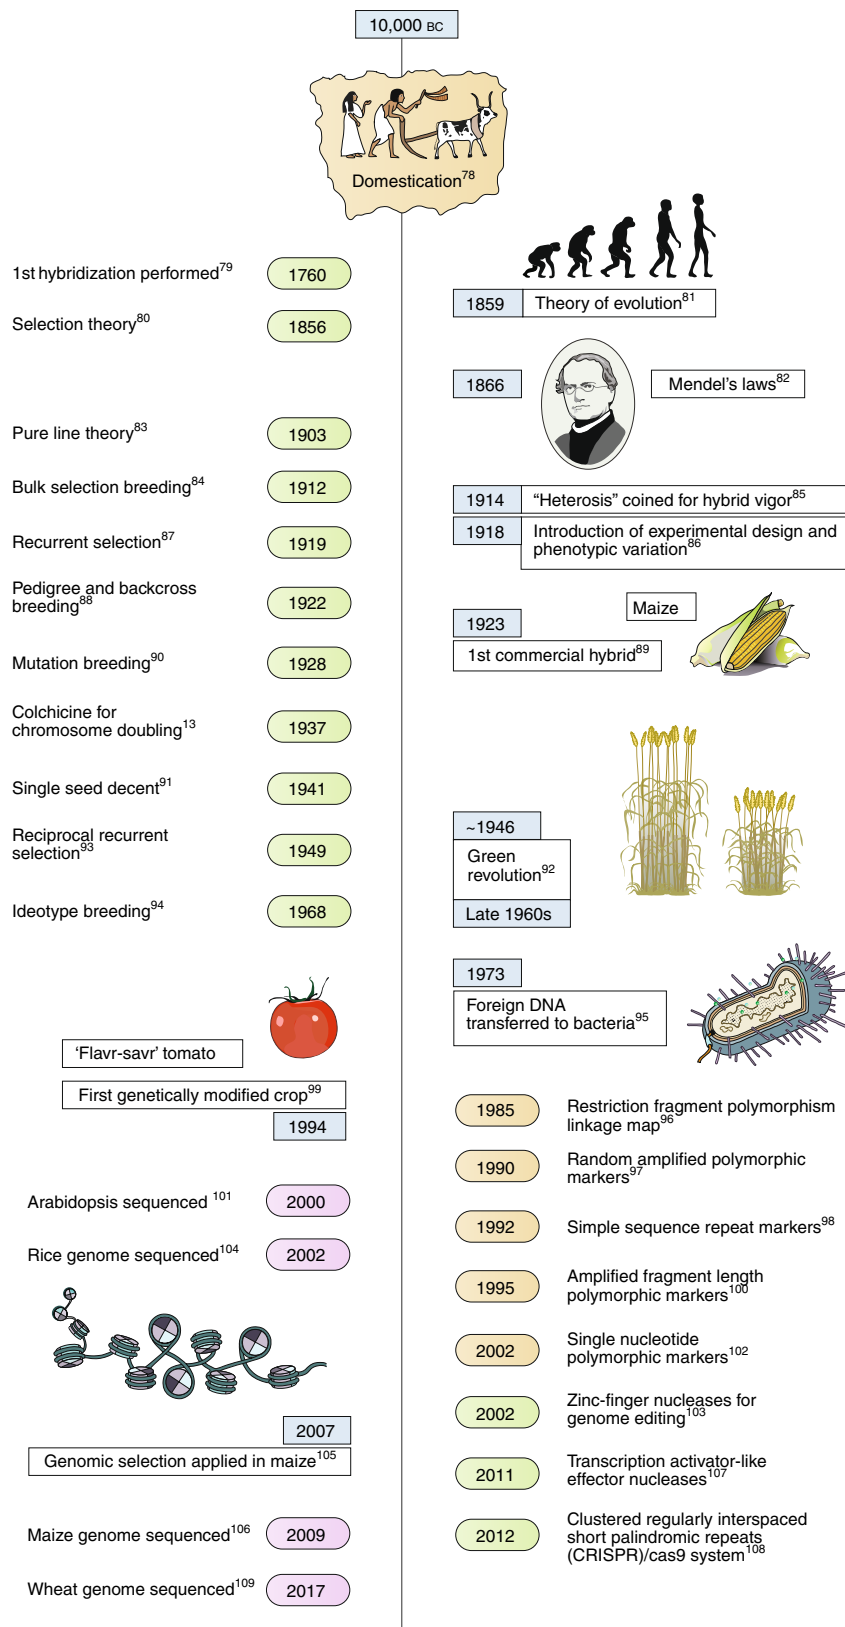 10,000 BC
Domestication78
1st hybridization performed79
1760
Selection theory80
1856
1859
Theory of evolution81
1866
Mendel's laws82
Pure line theory83
1903
Bulk selection breeding84
1912
1914
“Heterosis” coined for hybrid vigor85
1918
Introduction of experimental design and
phenotypic variation86
Recurrent selection87
1919
Pedigree and backcross
breeding88
1922
Maize
1923
1st commercial hybrid89
Mutation breeding90
1928
Colchicine for
chromosome doubling13
1937
Single seed decent91
1941
Reciprocal recurrent
selection93
1949
~1946
Green
revolution92
Late 1960s
Ideotype breeding94
1968
1973
Foreign DNA
transferred to bacteria95
‘Flavr-savr’ tomato
First genetically modified crop99
1994
1985
Restriction fragment polymorphism
linkage map96
1990
Random amplified polymorphic
markers97
1992
Simple sequence repeat markers98
1995
Amplified fragment length
polymorphic markers100
2002
Single nucleotide
polymorphic markers102
2002
Zinc-finger nucleases for
genome editing103
2011
Transcription activator-like
effector nucleases107
2012
Clustered regularly interspaced
short palindromic repeats
(CRISPR)/cas9 system108
Arabidopsis sequenced 101
2000
Rice genome sequenced104
2002
2007
Genomic selection applied in maize105
Maize genome sequenced106
2009
Wheat genome sequenced109
2017